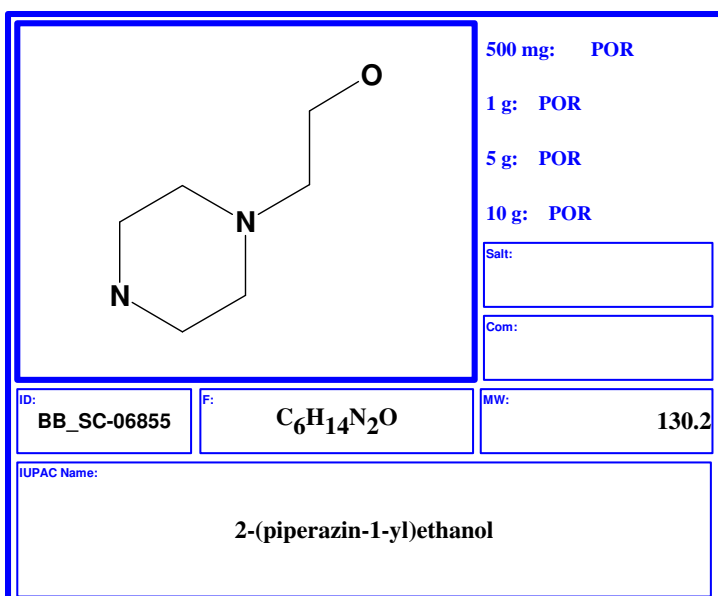 O
N
N
500 mg: POR
1 g: POR
5 g: POR
10 g: POR
Salt:
Com:
ID:
BB_SC-06855
F:
C6H14N2O
MW:
130.2
IUPAC Name:
2-(piperazin-1-yl)ethanol